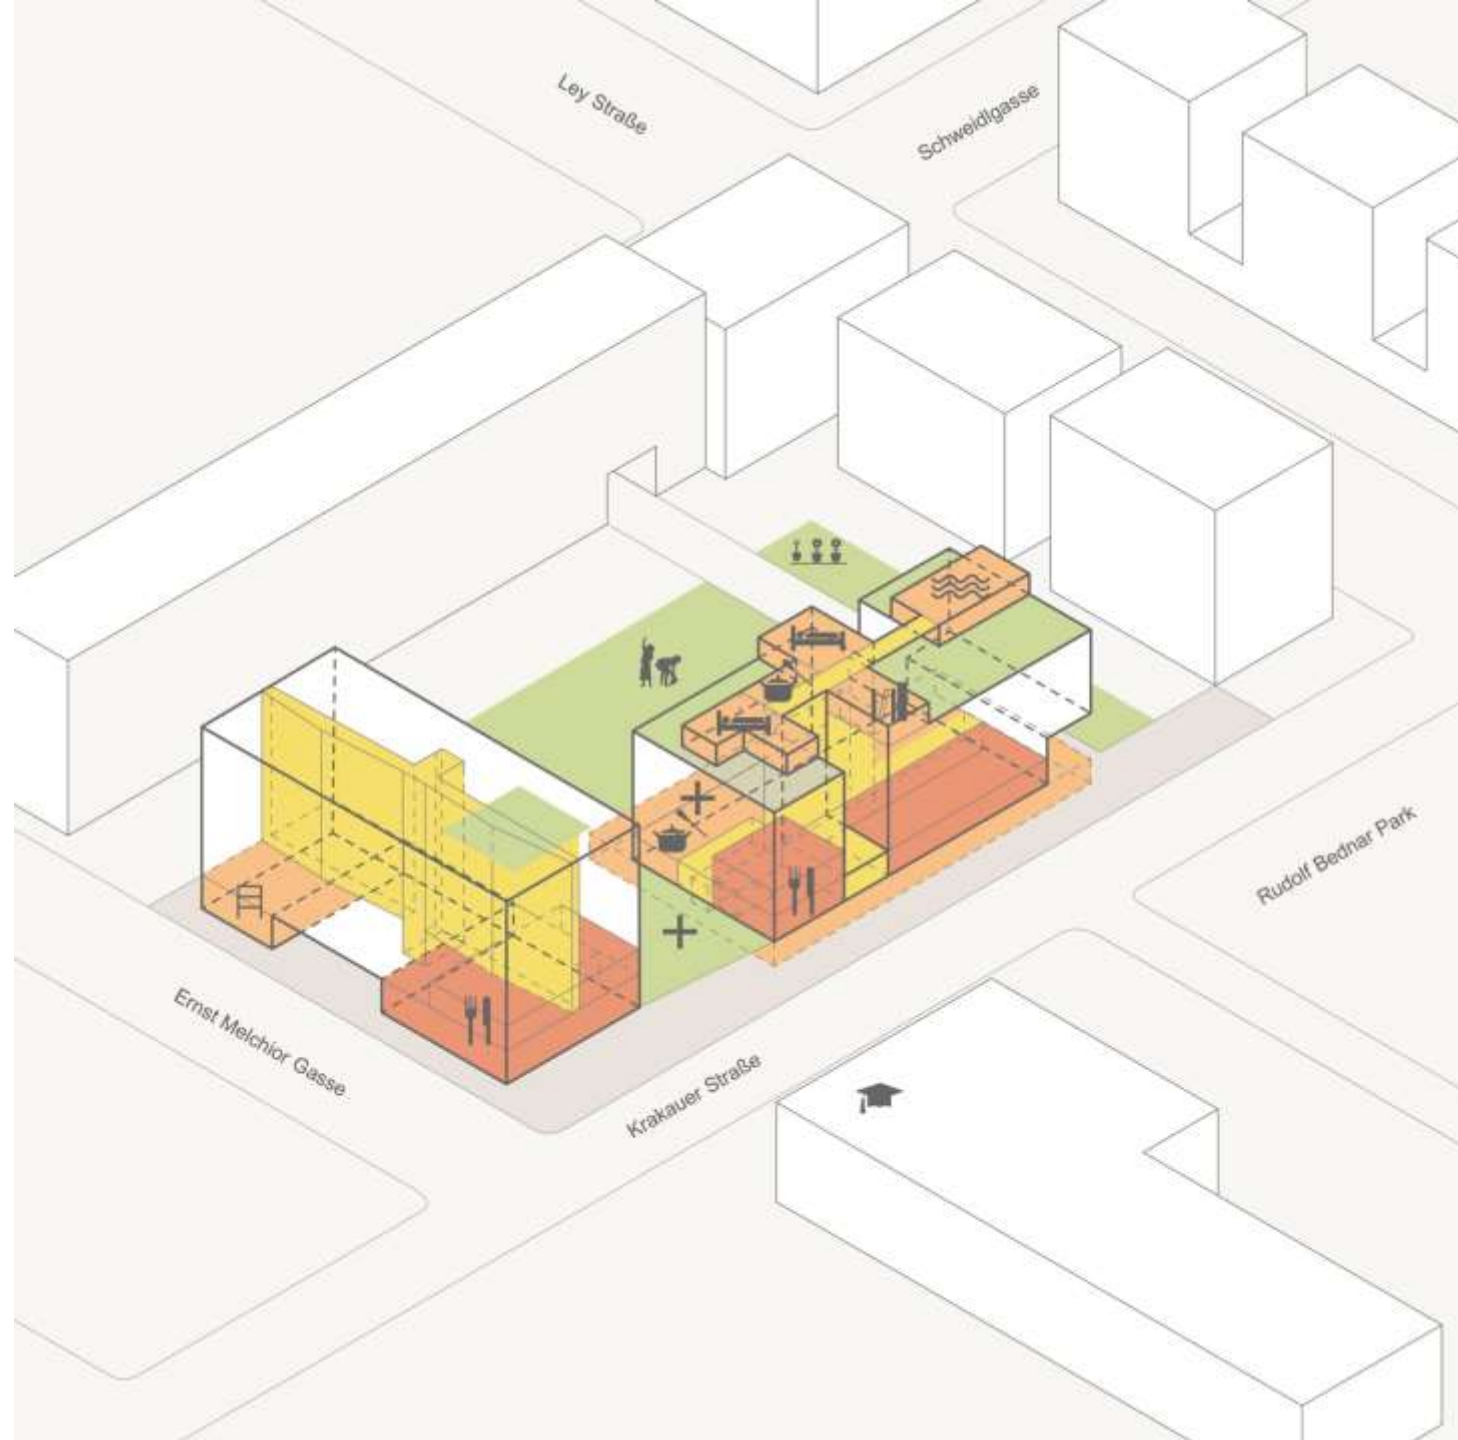 Ley Straße
Schweidlgasse
Rudolf Bednar Park
Ernst Melchior Gasse
Krakauer Straße